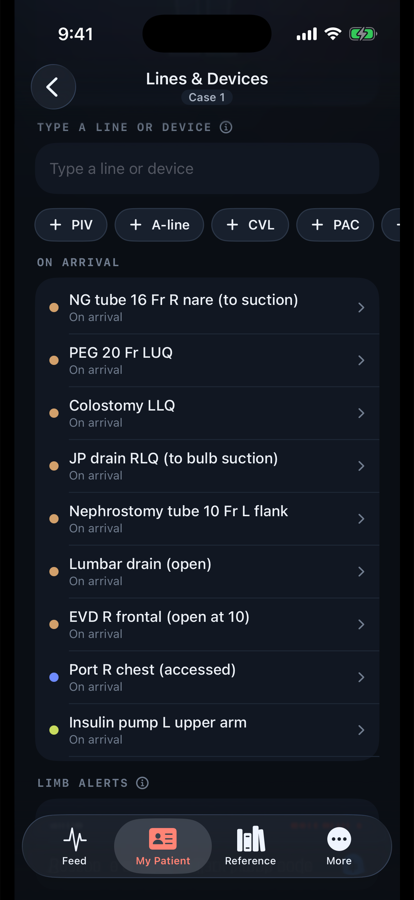 9:41
Lines & Devices
Case 1
TYPE A LINE OR DEVICE
Type a line or device
+ PIV
+ A-line
+ CVL
+ PAC
ON ARRIVAL
NG tube 16 Fr R nare (to suction)
On arrival
PEG 20 Fr LUQ
On arrival
Colostomy LLQ
On arrival
JP drain RLQ (to bulb suction)
On arrival
Nephrostomy tube 10 Fr L flank
On arrival
Lumbar drain (open)
On arrival
EVD R frontal (open at 10)
On arrival
Port R chest (accessed)
On arrival
Insulin pump L upper arm
On arrival
LIMB ALERTS
Feed
My Patient
Reference
More